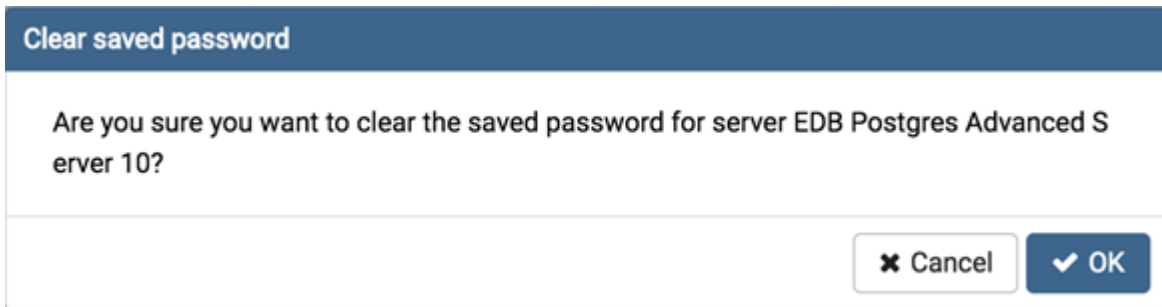 Clear saved password
Are you sure you want to clear the saved password for server EDB Postgres Advanced S
erver 10?
Cancel
OK